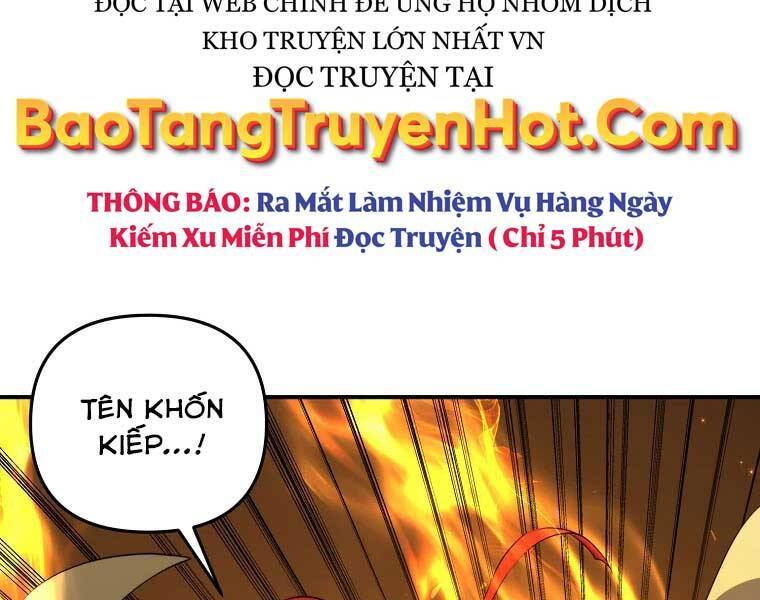 ĐỌC TẠI WEB CHÍNH ĐỂ ỦNG HỘ NHÓM DỊCH
KHO TRUYỆN LỚN NHẤT VN
ĐỌC TRUYỆN TẠI
BaoTangTruyenHot.Com
THÔNG BÁO: Ra Mắt Làm Nhiệm Vụ Hàng Ngày
Kiếm Xu Miễn Phí Đọc Truyện ( Chỉ 5 Phút)
TÊN KHỐN
KIẾP...!